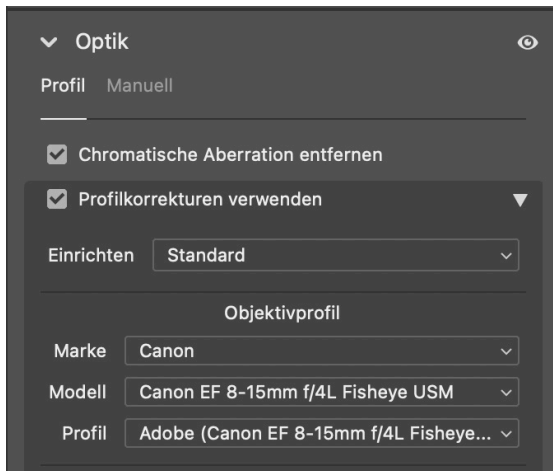 Optik
Profil Manuell
Chromatische Aberration entfernen
Profilkorrekturen verwenden
Einrichten Standard
Objektivprofil
Marke Canon
Modell Canon EF 8-15mm f/4L Fisheye USM
Profil Adobe (Canon EF 8-15mm f/4L Fisheye...